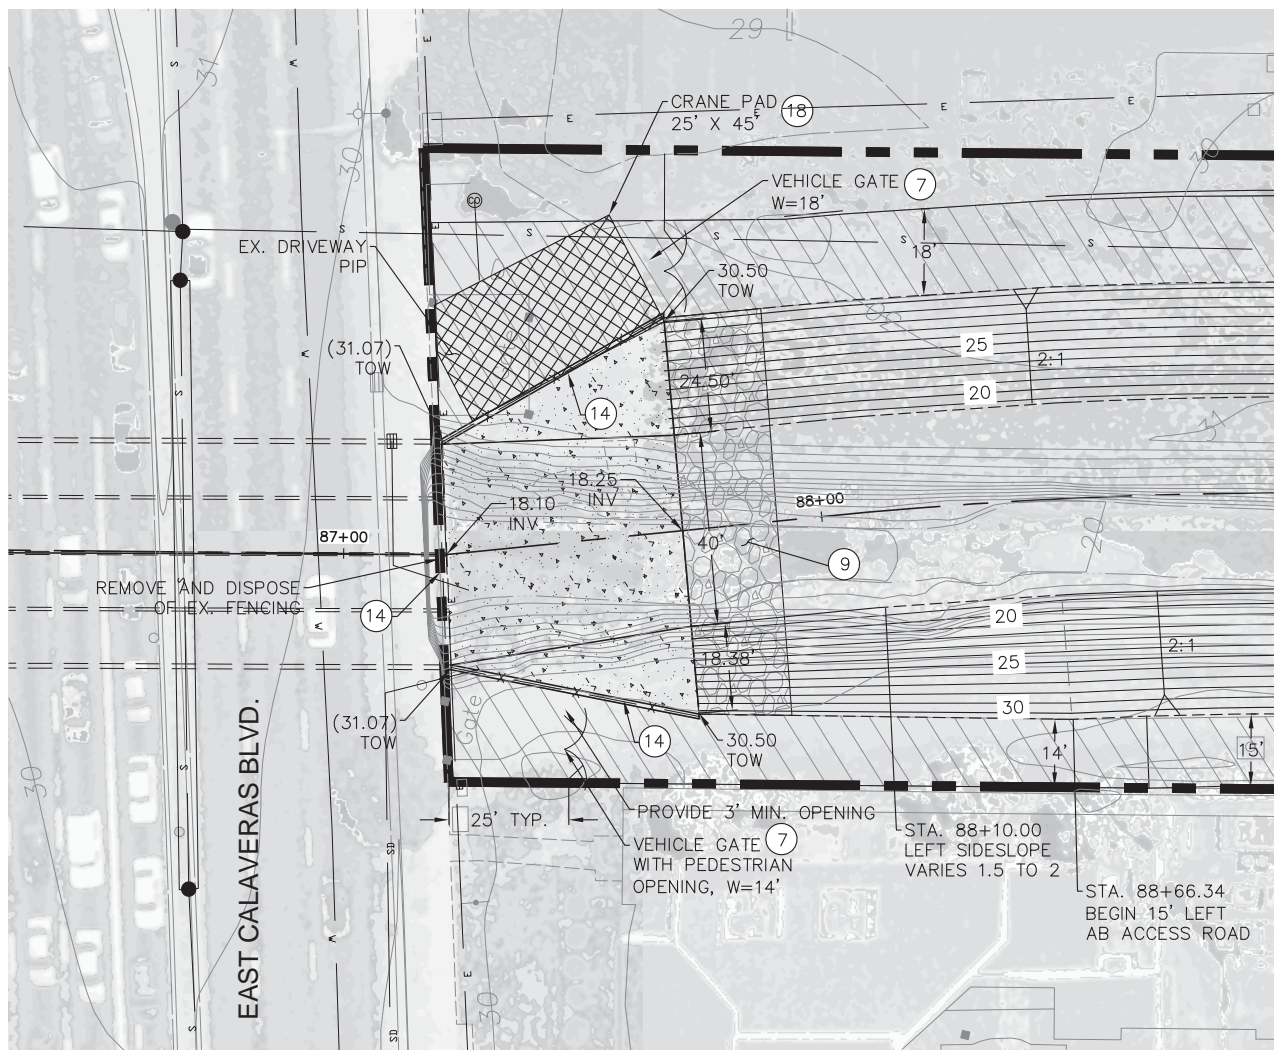 29
31
30
CRANE PAD 18
25' X 45'
E
VEHICLE GATE 7
W=18'
EX. DRIVEWAY
PIP
18'
30.50
TOW
(31.07)
TOW
25
20
2:1
24.50'
14
18.25
INV
18.10
INV
88+00
87+00
40'
9
20
REMOVE AND DISPOSE
OF EX. FENCING
14
20
25
30
2:1
18.38'
(31.07)
TOW
Gate
14
30.50
TOW
14'
15'
30
25' TYP.
PROVIDE 3' MIN. OPENING
VEHICLE GATE 7
WITH PEDESTRIAN
OPENING, W=14'
STA. 88+10.00
LEFT SIDESLOPE
VARIES 1.5 TO 2
STA. 88+66.34
BEGIN 15' LEFT
AB ACCESS ROAD
EAST CALAVERAS BLVD.
SD
SD
30